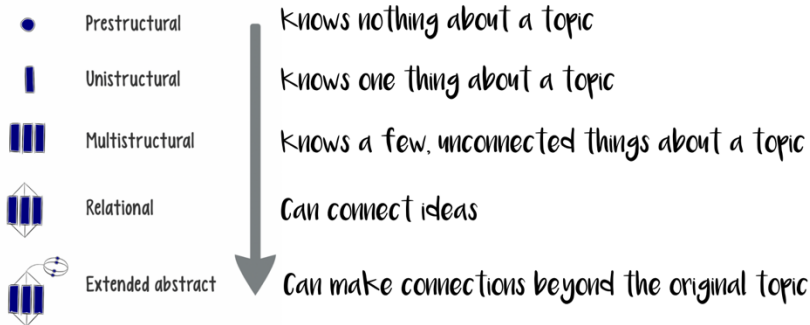 Prestructural Knows nothing about a topic
Unistructural Knows one thing about a topic
Multistructural Knows a few, unconnected things about a topic
Relational Can connect ideas
Extended abstract Can make connections beyond the original topic